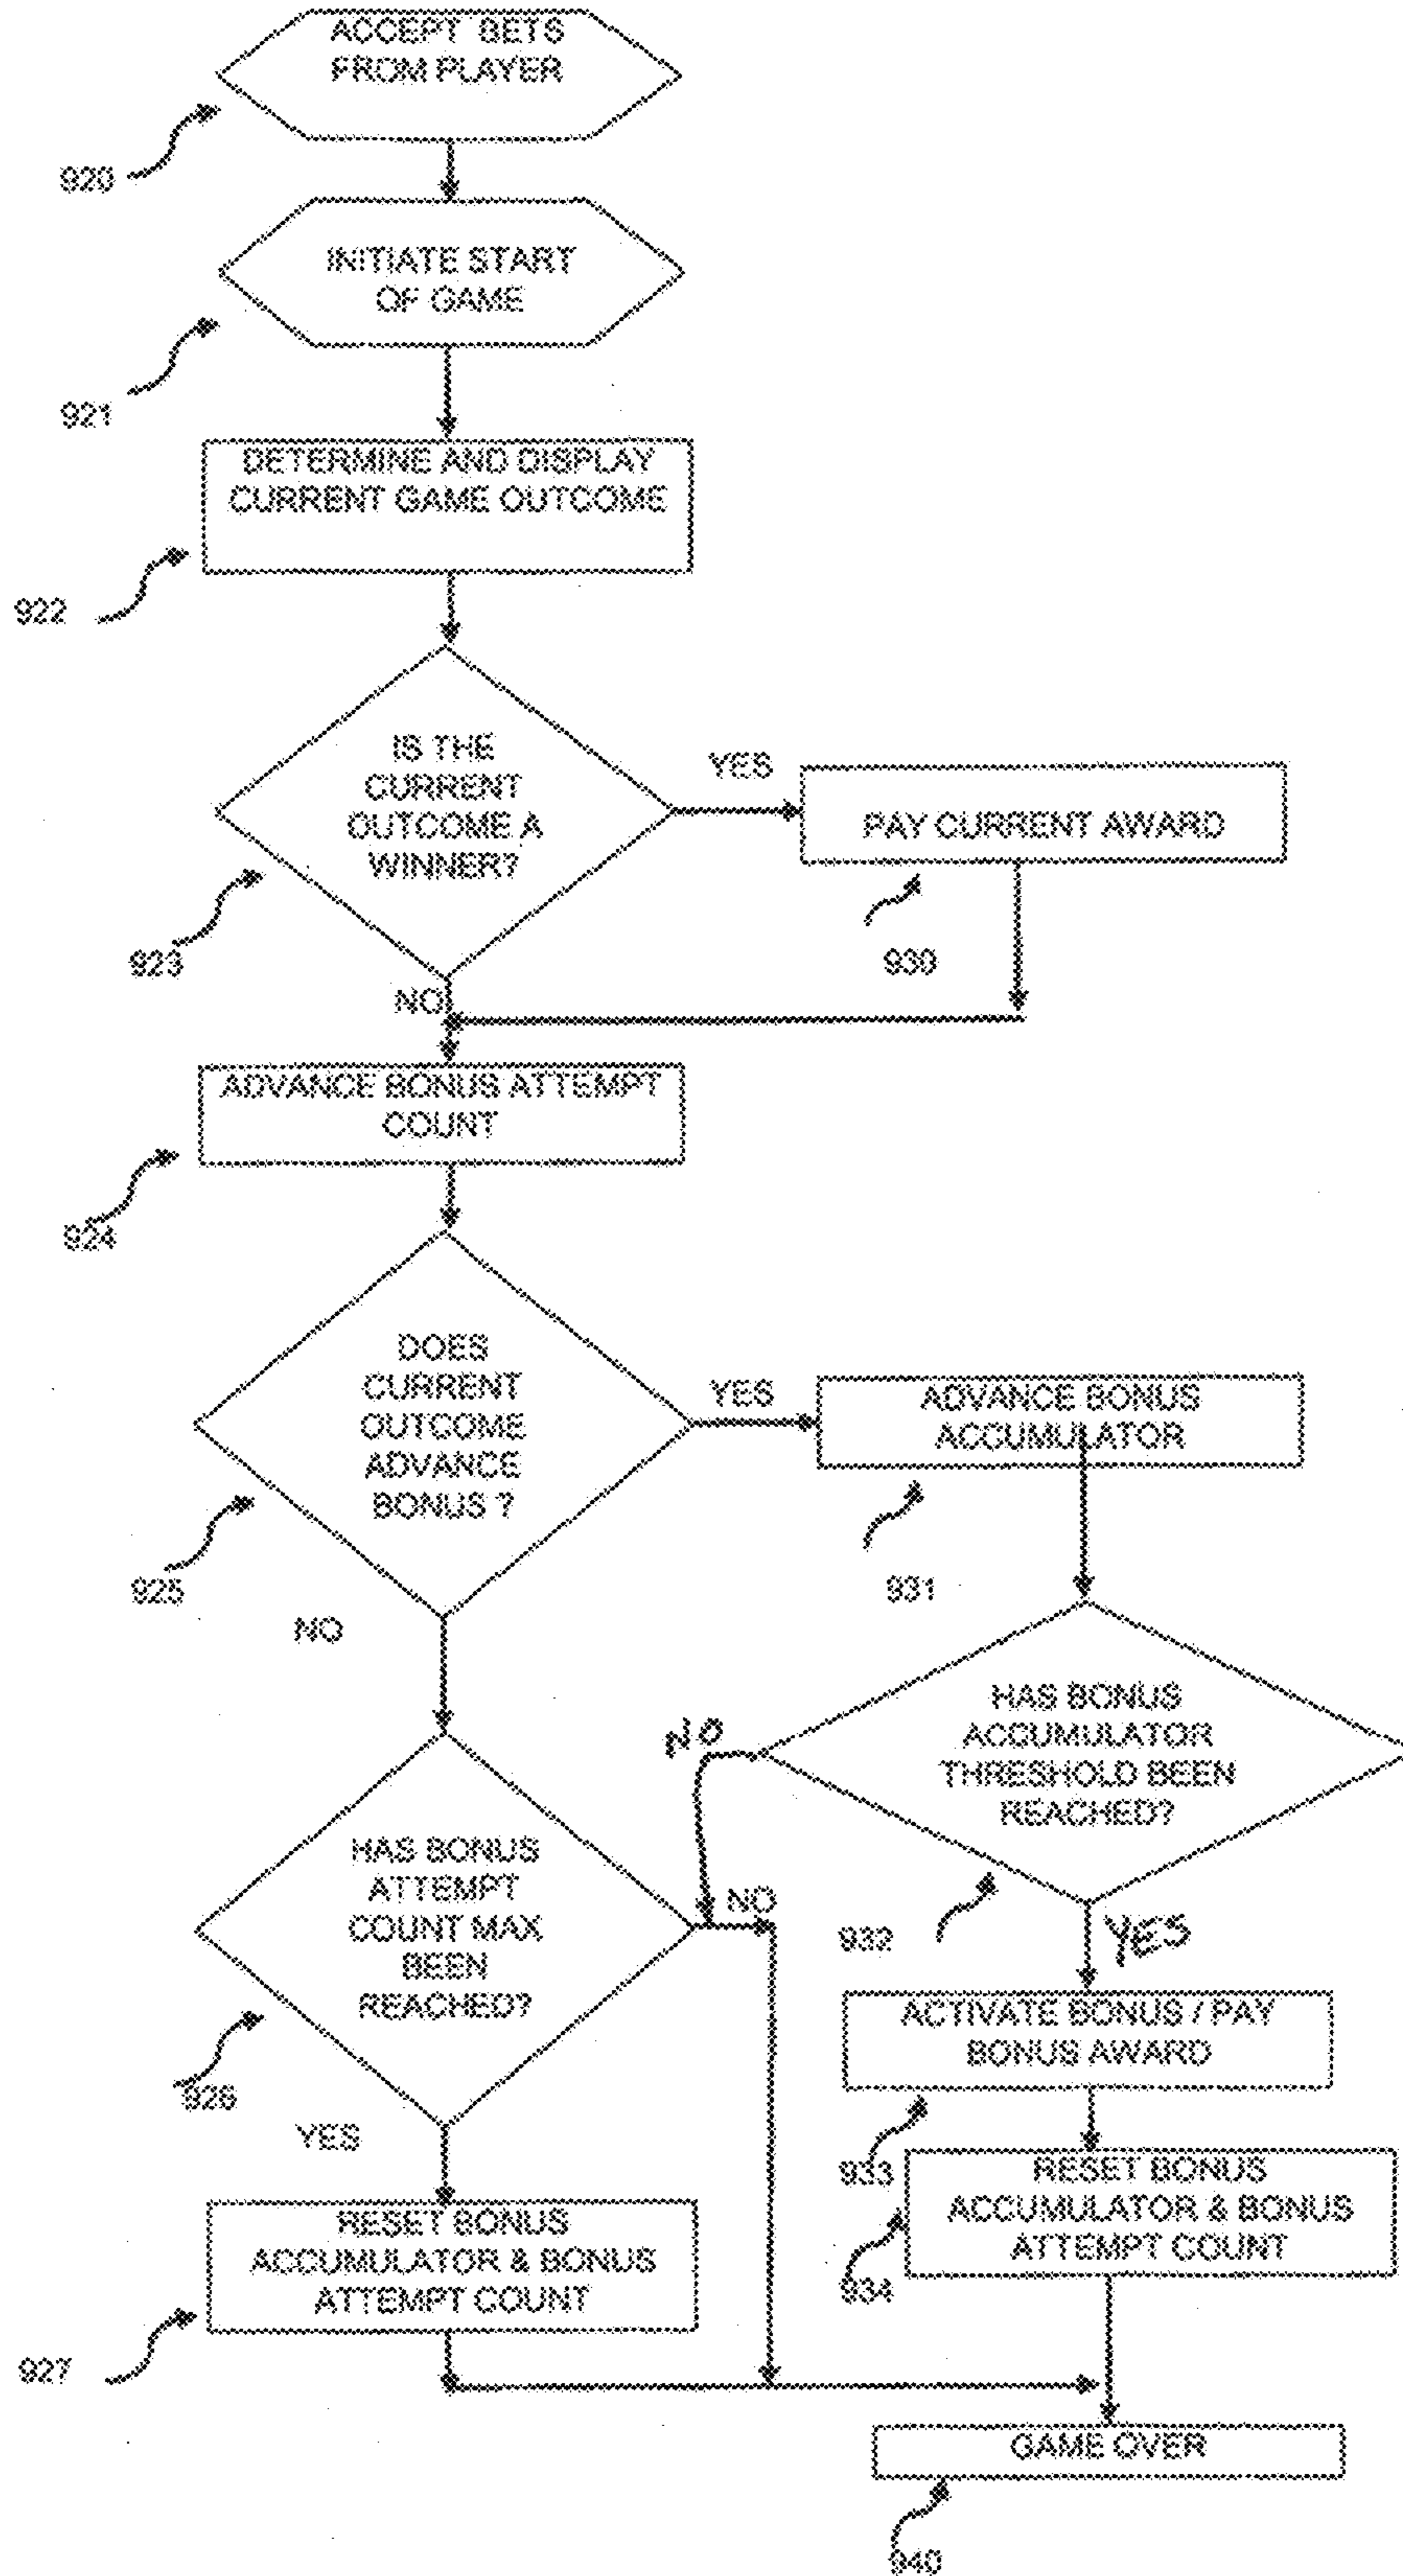 ACCEPT BETS
FROM PLAYER
920
INITIATE START
OF GAME
921
DETERMINE AND DISPLAY
CURRENT GAME OUTCOME
922
IS THE
CURRENT
OUTCOME A
WINNER?
923
YES
PAY CURRENT AWARD
930
NO
ADVANCE BONUS ATTEMPT
COUNT
924
DOES
CURRENT
OUTCOME
ADVANCE
BONUS ?
925
YES
ADVANCE BONUS
ACCUMULATOR
931
NO
HAS BONUS
ACCUMULATOR
THRESHOLD BEEN
REACHED?
932
NO
HAS BONUS
ATTEMPT
COUNT MAX
BEEN
REACHED?
926
NO
YES
ACTIVATE BONUS / PAY
BONUS AWARD
933
YES
RESET BONUS
ACCUMULATOR & BONUS
ATTEMPT COUNT
934
RESET BONUS
ACCUMULATOR & BONUS
ATTEMPT COUNT
927
GAME OVER
940